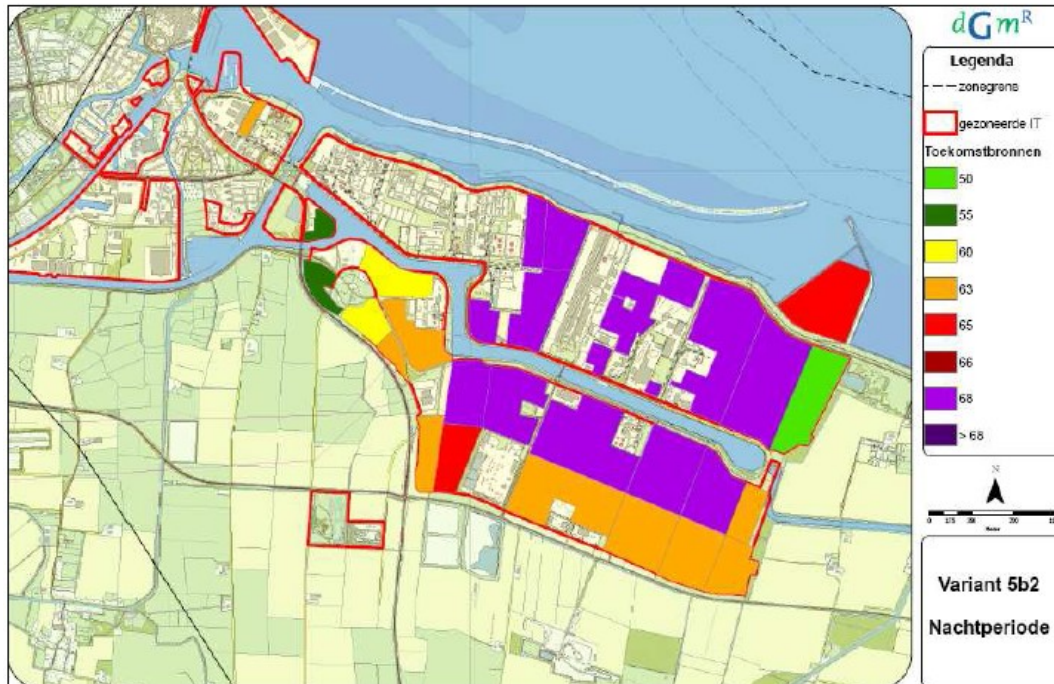 dGmR
Legenda
zonegrens
gezoneerde IT
Toekomstbronnen
50
55
60
63
65
66
68
> 68
N
Variant 5b2
Nachtperiode